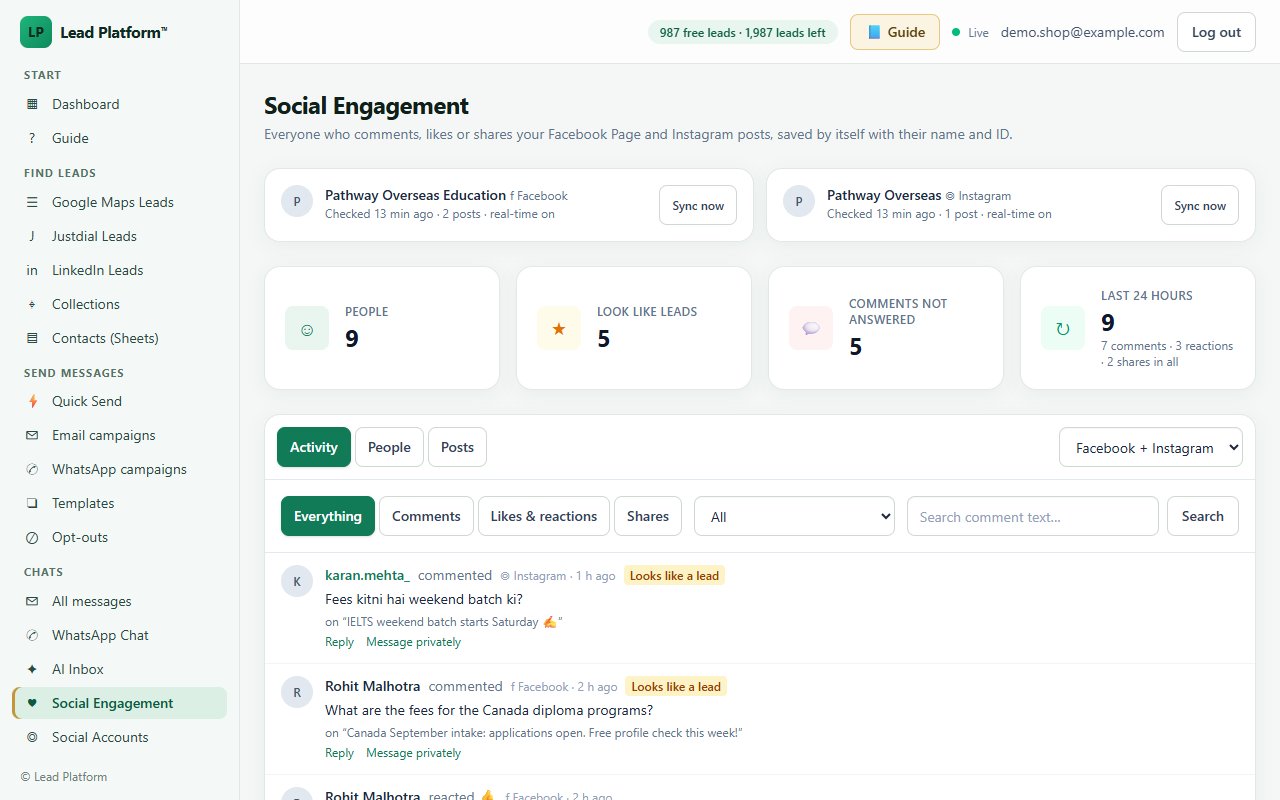 LP Lead Platform™
START
Dashboard
? Guide
FIND LEADS
Google Maps Leads
J Justdial Leads
in LinkedIn Leads
Collections
Contacts (Sheets)
SEND MESSAGES
Quick Send
Email campaigns
WhatsApp campaigns
Templates
Opt-outs
CHATS
All messages
WhatsApp Chat
AI Inbox
Social Engagement
Social Accounts
© Lead Platform
987 free leads · 1,987 leads left
Guide
Live
demo.shop@example.com
Log out
Social Engagement
Everyone who comments, likes or shares your Facebook Page and Instagram posts, saved by itself with their name and ID.
P
Pathway Overseas Education f Facebook
Checked 13 min ago · 2 posts · real-time on
Sync now
P
Pathway Overseas ◎ Instagram
Checked 13 min ago · 1 post · real-time on
Sync now
PEOPLE
9
LOOK LIKE LEADS
5
COMMENTS NOT
ANSWERED
5
LAST 24 HOURS
9
7 comments · 3 reactions
· 2 shares in all
Activity People Posts
Facebook + Instagram
Everything Comments Likes & reactions Shares
All
Search comment text...
Search
K
karan.mehta_ commented ◎ Instagram · 1 h ago Looks like a lead
Fees kitni hai weekend batch ki?
on “IELTS weekend batch starts Saturday ✍️”
Reply Message privately
R
Rohit Malhotra commented f Facebook · 2 h ago Looks like a lead
What are the fees for the Canada diploma programs?
on “Canada September intake: applications open. Free profile check this week!”
Reply Message privately
Rohit Malhotra reacted 👍 f Facebook · 2 h ago